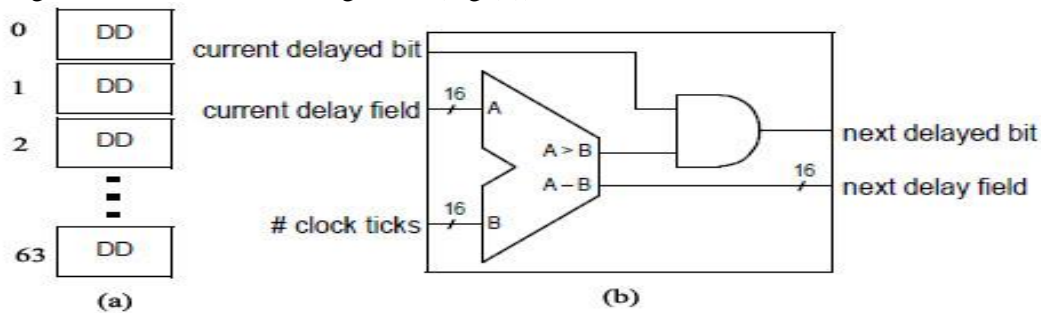 0 DD
1 DD
2 DD
63 DD
(a)
current delayed bit
current delay field
16
A
A > B
A – B
# clock ticks
16
B
16
next delayed bit
next delay field
(b)